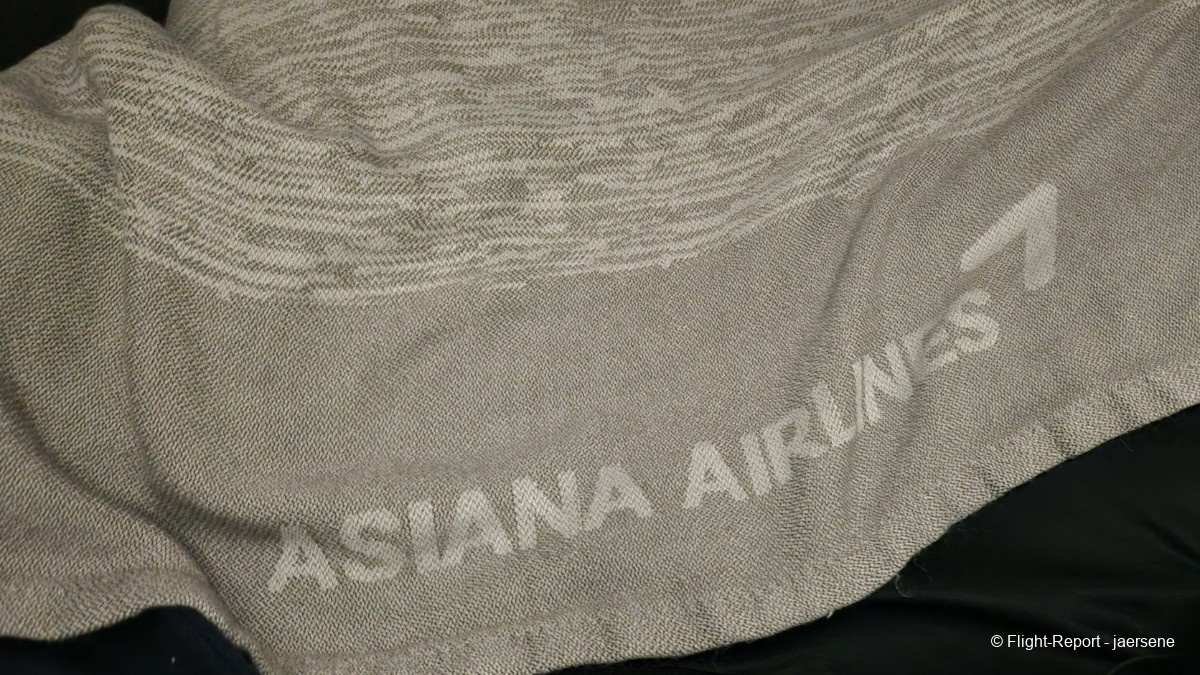 ASIANA AIRLINES
© Flight-Report - jaersene